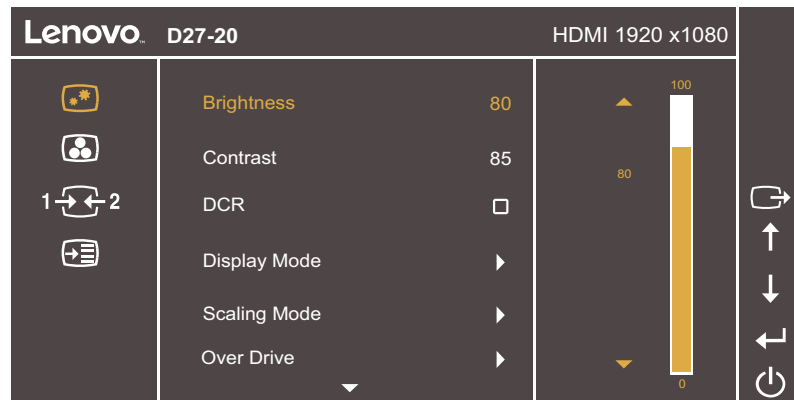 Lenovo. D27-20 HDMI 1920 x1080
Brightness 80
Contrast 85
DCR
Display Mode
Scaling Mode
Over Drive
1 2
100
80
0